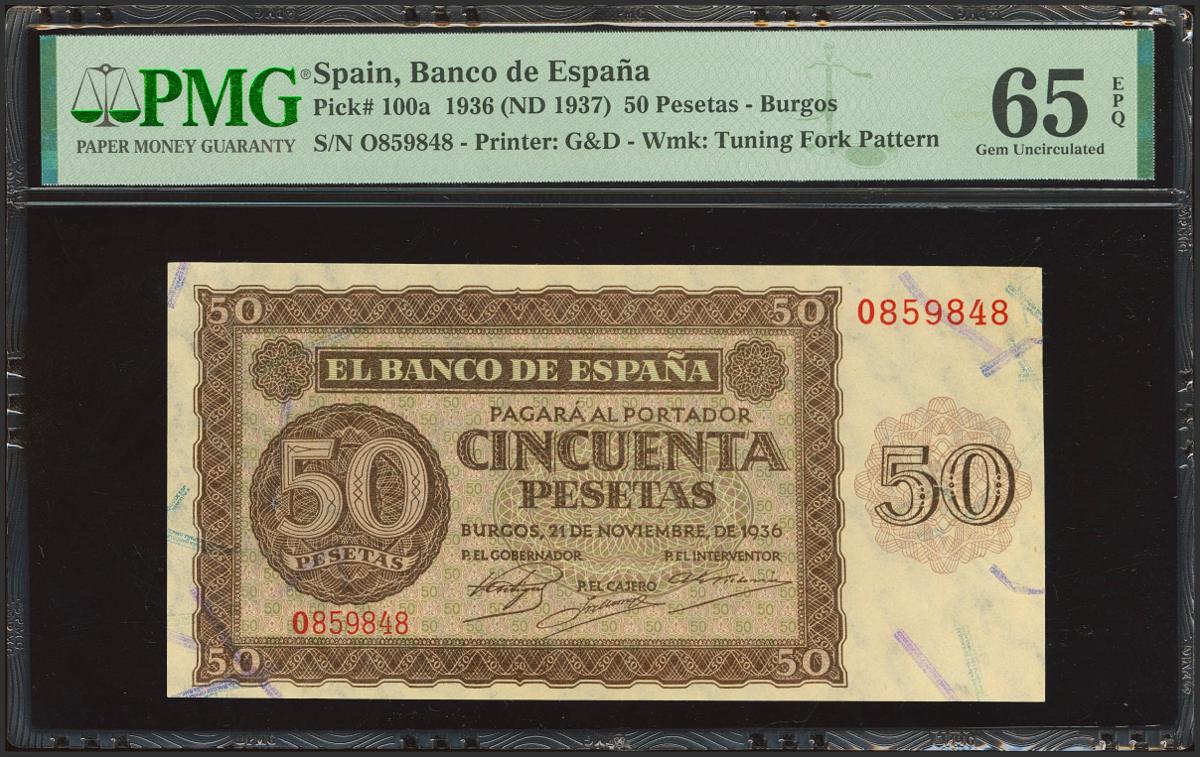 PMG®
PAPER MONEY GUARANTY
Spain, Banco de España
Pick# 100a 1936 (ND 1937) 50 Pesetas - Burgos
S/N O859848 - Printer: G&D - Wmk: Tuning Fork Pattern
65
EPQ
Gem Uncirculated
50 50
O859848
EL BANCO DE ESPAÑA
PAGARÁ AL PORTADOR
CINCUENTA
PESETAS
50
PESETAS
50
BURGOS, 21 DE NOVIEMBRE, DE 1936
P. EL GOBERNADOR P. EL INTERVENTOR
P. EL CAJERO
O859848
50 50